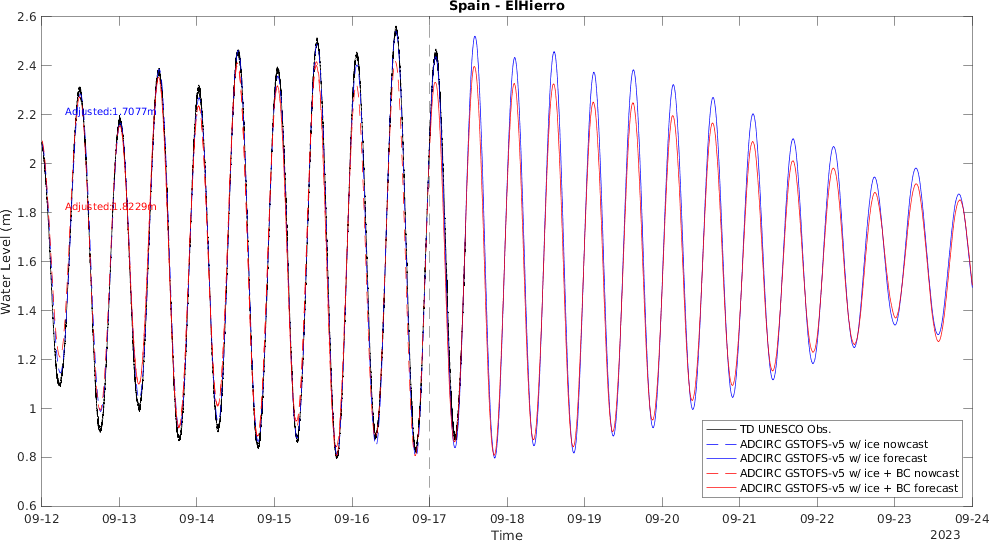 Spain - ElHierro
2.6
2.4
2.2
2
1.8
1.6
1.4
1.2
1
0.8
0.6
Water Level (m)
Adjusted:1.7077m
Adjusted:1.8229m
TD UNESCO Obs.
ADCIRC GSTOFS-v5 w/ ice nowcast
ADCIRC GSTOFS-v5 w/ ice forecast
ADCIRC GSTOFS-v5 w/ ice + BC nowcast
ADCIRC GSTOFS-v5 w/ ice + BC forecast
09-12 09-13 09-14 09-15 09-16 09-17 09-18 09-19 09-20 09-21 09-22 09-23 09-24
Time
2023